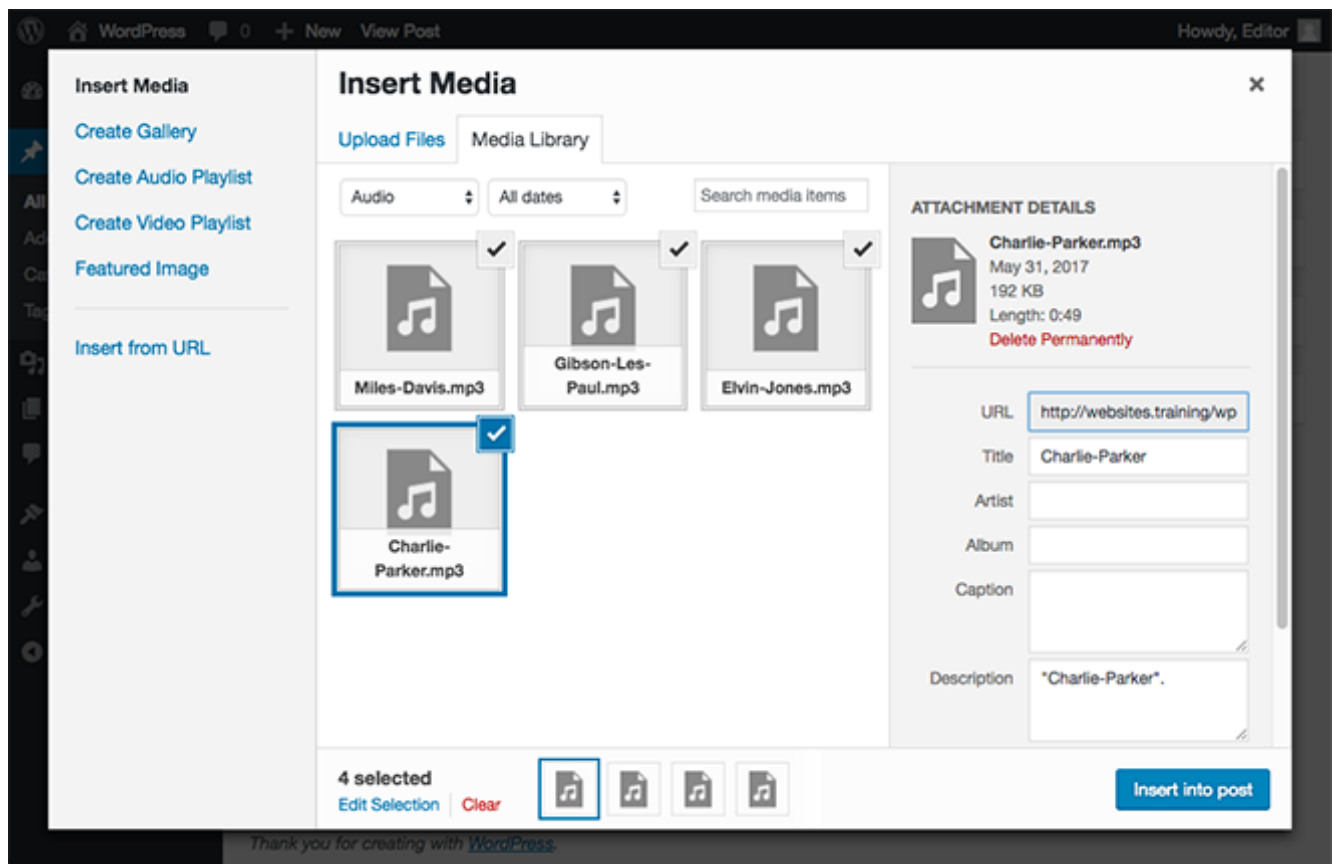 WordPress 0 New View Post Howdy, Editor
Insert Media
Create Gallery
Create Audio Playlist
Create Video Playlist
Featured Image
Insert from URL
Insert Media
Upload Files Media Library
Audio All dates Search media items
Miles-Davis.mp3
Gibson-Les-
Paul.mp3
Elvin-Jones.mp3
Charlie-
Parker.mp3
ATTACHMENT DETAILS
Charlie-Parker.mp3
May 31, 2017
192 KB
Length: 0:49
Delete Permanently
URL http://websites.training/wp
Title Charlie-Parker
Artist
Album
Caption
Description "Charlie-Parker".
4 selected
Edit Selection Clear
Insert into post
All
Ad
Ca
Tag
Thank you for creating with WordPress.